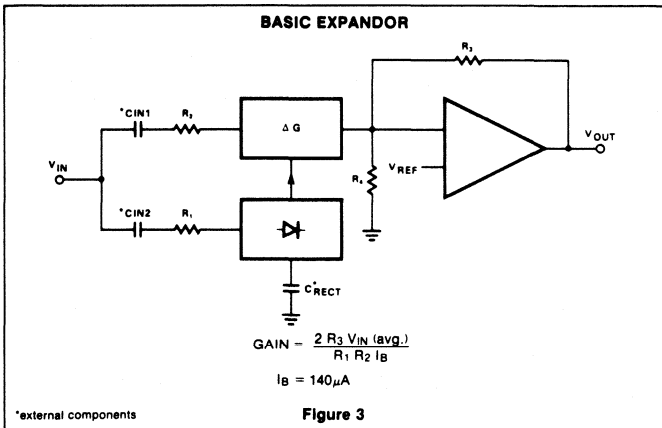 BASIC EXPANDOR
R3
*CIN1
R2
ΔG
VIN
VOUT
VREF
R4
*CIN2
R1
C*RECT
GAIN = 2 R3 VIN (avg.)
R1 R2 IB
IB = 140μA
*external components
Figure 3